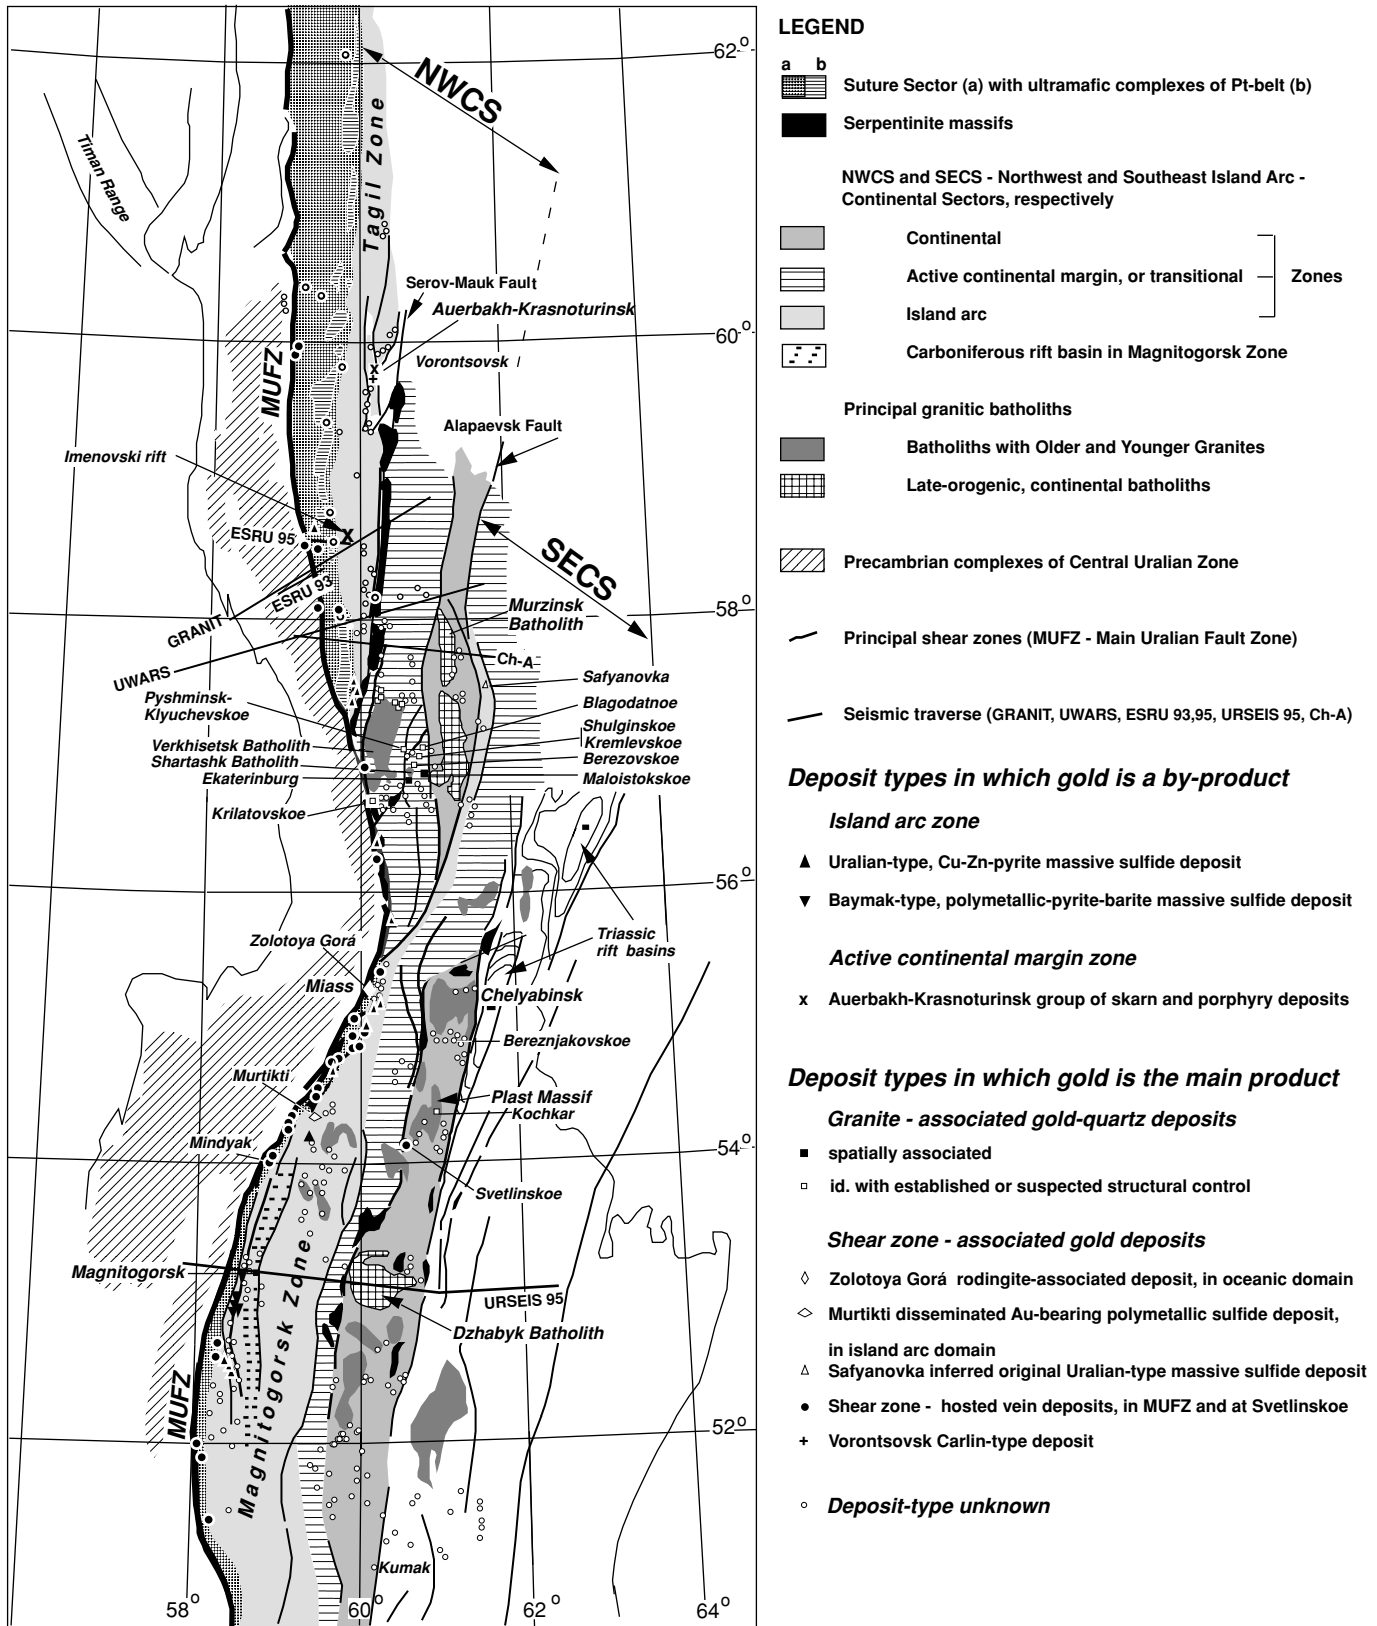 62°
NWCS
Tagil Zone
Timan Range
Serov-Mauk Fault
Auerbakh-Krasnoturinsk
60°
MUFZ
Vorontsovsk
x
+
Alapaevsk Fault
Imenovski rift
ESRU 95
X
SECS
ESRU 93
58°
Murzinsk
Batholith
GRANIT
Ch-A
UWARS
Safyanovka
Pyshminsk-
Klyuchevskoe
Blagodatnoe
Shulginskoe
Verkhisetsk Batholith
Kremlevskoe
Shartashk Batholith
Berezovskoe
Ekaterinburg
Maloistokskoe
Krilatovskoe
56°
Zolotoya Gorá
Triassic
rift basins
Miass
Chelyabinsk
Bereznjakovskoe
Murtikti
Plast Massif
Kochkar
Mindyak
54°
Svetlinskoe
Magnitogorsk
URSEIS 95
Dzhabyk Batholith
Magnitogorsk Zone
MUFZ
52°
Kumak
58°
60°
62°
64°
LEGEND
a b
Suture Sector (a) with ultramafic complexes of Pt-belt (b)
Serpentinite massifs
NWCS and SECS - Northwest and Southeast Island Arc -
Continental Sectors, respectively
Continental
Active continental margin, or transitional
Zones
Island arc
Carboniferous rift basin in Magnitogorsk Zone
Principal granitic batholiths
Batholiths with Older and Younger Granites
Late-orogenic, continental batholiths
Precambrian complexes of Central Uralian Zone
Principal shear zones (MUFZ - Main Uralian Fault Zone)
Seismic traverse (GRANIT, UWARS, ESRU 93,95, URSEIS 95, Ch-A)
Deposit types in which gold is a by-product
Island arc zone
Uralian-type, Cu-Zn-pyrite massive sulfide deposit
Baymak-type, polymetallic-pyrite-barite massive sulfide deposit
Active continental margin zone
x Auerbakh-Krasnoturinsk group of skarn and porphyry deposits
Deposit types in which gold is the main product
Granite - associated gold-quartz deposits
spatially associated
id. with established or suspected structural control
Shear zone - associated gold deposits
Zolotoya Gorá rodingite-associated deposit, in oceanic domain
Murtikti disseminated Au-bearing polymetallic sulfide deposit,
in island arc domain
Safyanovka inferred original Uralian-type massive sulfide deposit
Shear zone - hosted vein deposits, in MUFZ and at Svetlinskoe
+ Vorontsovsk Carlin-type deposit
Deposit-type unknown